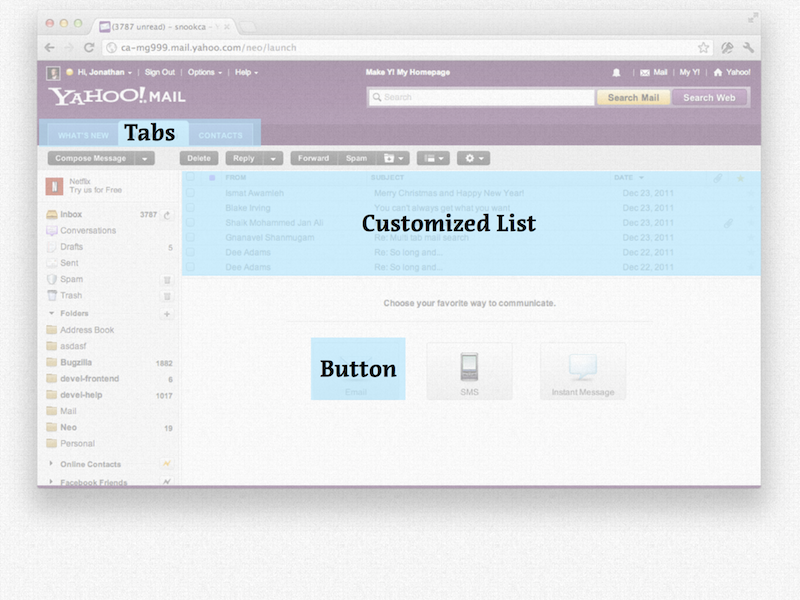 (3787 unread) – snookca – Y
ca-mg999.mail.yahoo.com/neo/launch
Hi, Jonathan | Sign Out | Options | Help
Make Y! My Homepage
Mail | My Y! | Yahoo!
YAHOO! MAIL
Search
Search Mail
Search Web
WHAT'S NEW
Tabs
CONTACTS
Compose Message
Delete
Reply
Forward
Spam
Netflix
Try us for Free
FROM SUBJECT DATE
Ismat Awamleh Merry Christmas and Happy New Year! Dec 23, 2011
Blake Irving You can't always get what you want Dec 23, 2011
Shaik Mohammed Jan Ali Dec 23, 2011
Customized List
Gnanavel Shanmugam Re: Multi tab mail search Dec 23, 2011
Dee Adams Re: So long and... Dec 22, 2011
Dee Adams Re: So long and... Dec 22, 2011
Inbox 3787
Conversations
Drafts 5
Sent
Spam
Trash
Folders
Address Book
asdasf
Bugzilla 1882
devel-frontend 6
devel-help 1017
Mail
Neo 19
Personal
Online Contacts
Facebook Friends
Choose your favorite way to communicate.
Button
Email
SMS
Instant Message